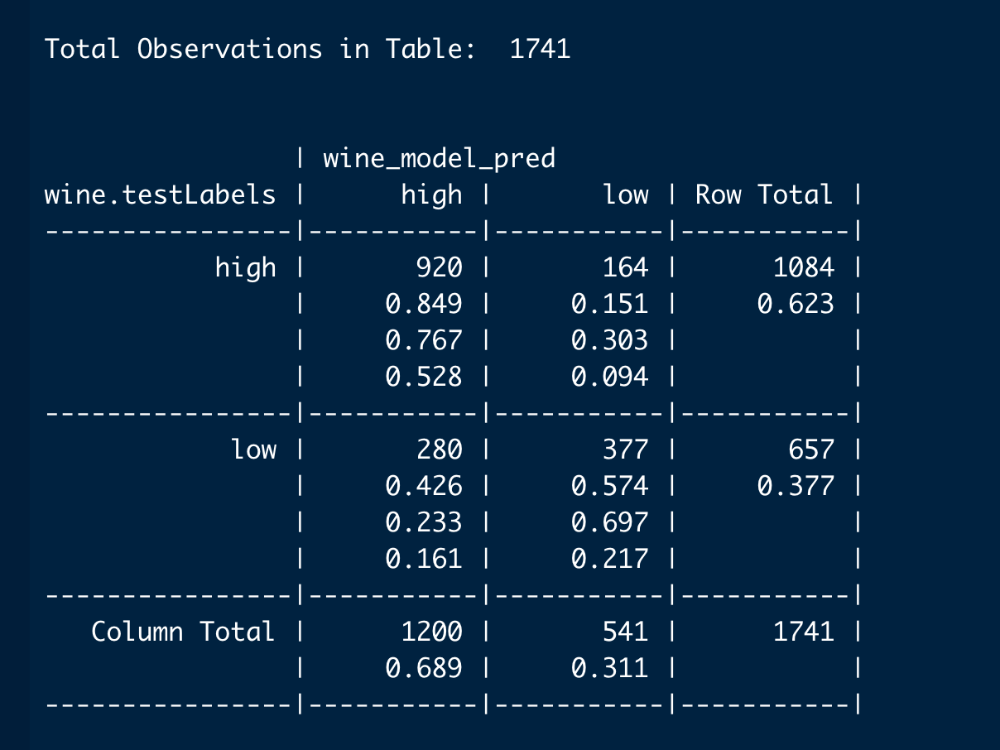 Total Observations in Table:  1741
                | wine_model_pred
wine.testLabels |      high |       low | Row Total |
----------------|-----------|-----------|-----------|
           high |       920 |       164 |      1084 |
                |     0.849 |     0.151 |     0.623 |
                |     0.767 |     0.303 |           |
                |     0.528 |     0.094 |           |
----------------|-----------|-----------|-----------|
            low |       280 |       377 |       657 |
                |     0.426 |     0.574 |     0.377 |
                |     0.233 |     0.697 |           |
                |     0.161 |     0.217 |           |
----------------|-----------|-----------|-----------|
   Column Total |      1200 |       541 |      1741 |
                |     0.689 |     0.311 |           |
----------------|-----------|-----------|-----------|